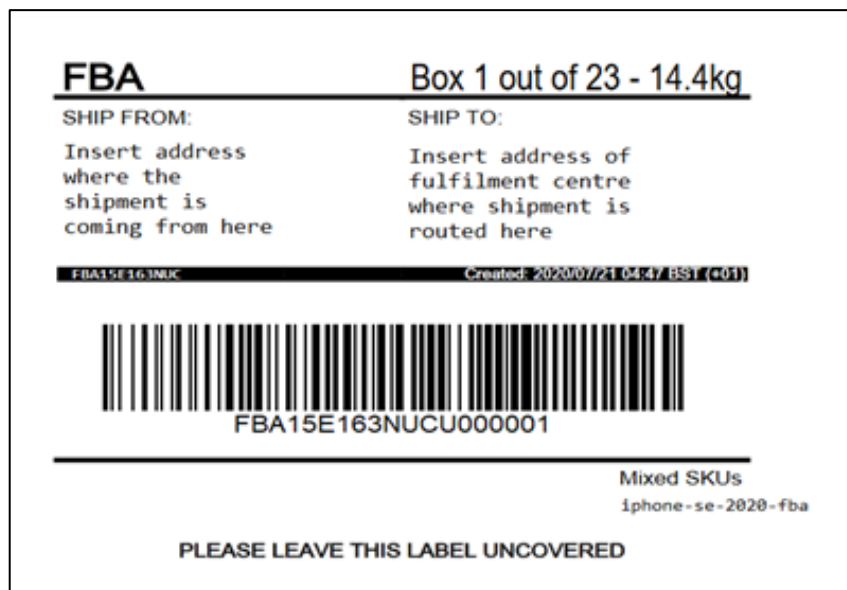 FBA Box 1 out of 23 - 14.4kg
SHIP FROM:
Insert address
where the
shipment is
coming from here
SHIP TO:
Insert address of
fulfilment centre
where shipment is
routed here
FBA15E163NUC Created: 2020/07/21 04:47 BST (+01)
FBA15E163NUCU000001
Mixed SKUs
iphone-se-2020-fba
PLEASE LEAVE THIS LABEL UNCOVERED